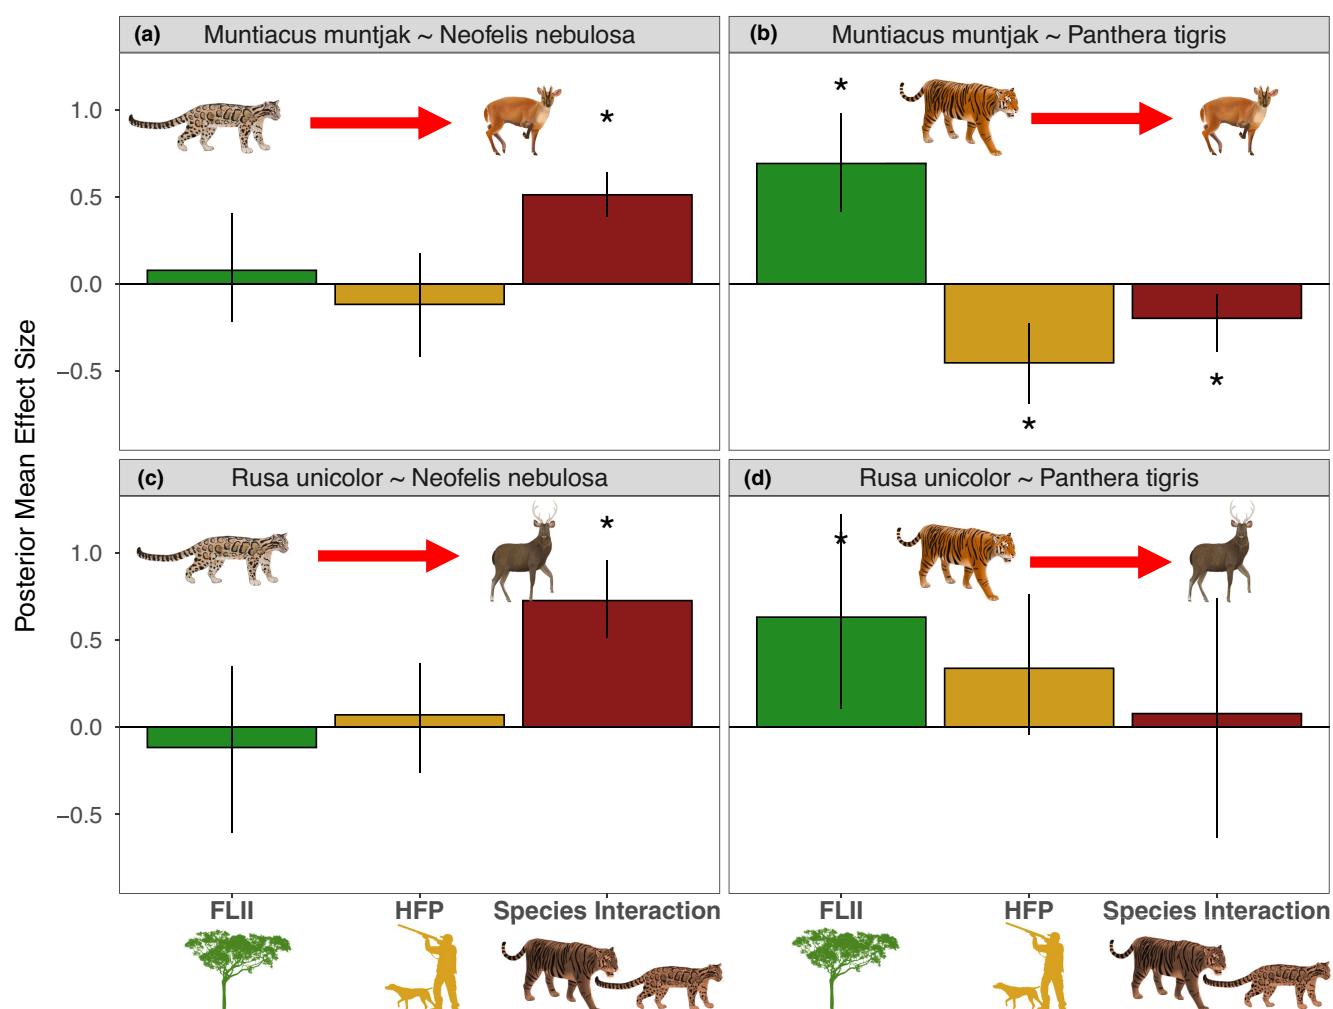 (a) Muntiacus muntjak ~ Neofelis nebulosa
(b) Muntiacus muntjak ~ Panthera tigris
*
*
1.0
0.5
0.0
−0.5
*
*
Posterior Mean Effect Size
(c) Rusa unicolor ~ Neofelis nebulosa
(d) Rusa unicolor ~ Panthera tigris
*
*
1.0
0.5
0.0
−0.5
FLII HFP Species Interaction
FLII HFP Species Interaction